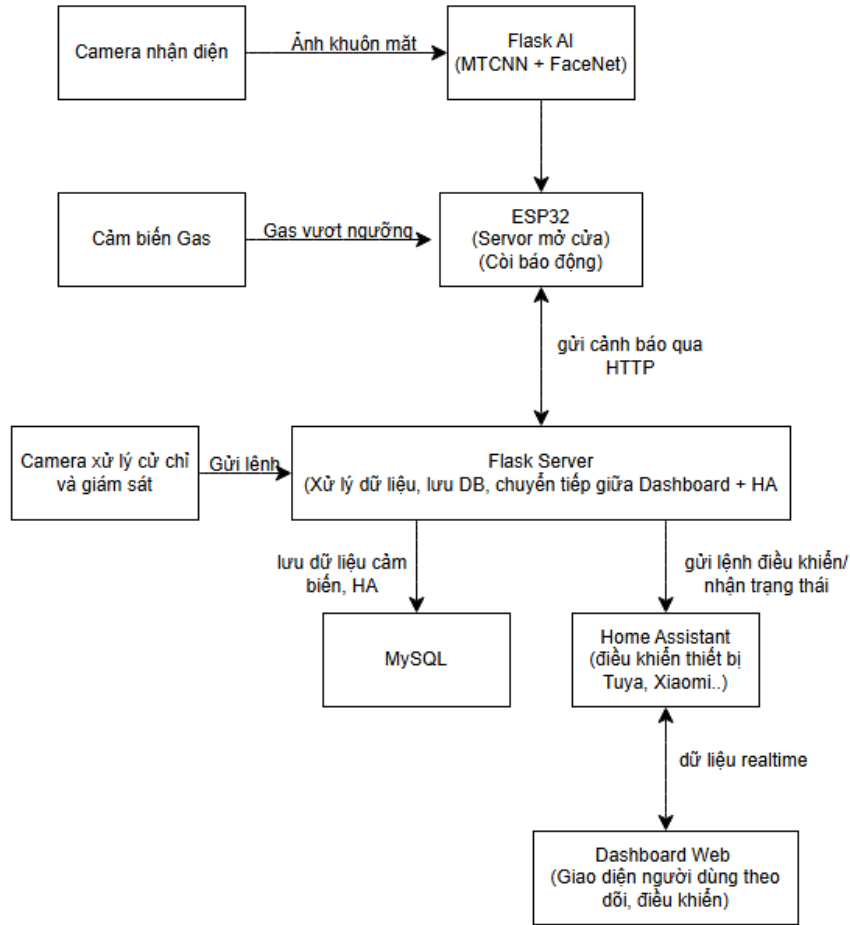 Camera nhận diện
Ảnh khuôn măt
Flask AI
(MTCNN + FaceNet)
Cảm biến Gas
Gas vượt ngưỡng
ESP32
(Servor mở cửa)
(Còi báo động)
gửi cảnh báo qua
HTTP
Camera xử lý cử chỉ
và giám sát
Gửi lênh
Flask Server
(Xử lý dữ liệu, lưu DB, chuyển tiếp giữa Dashboard + HA
lưu dữ liệu cảm
biến, HA
gửi lệnh điều khiển/
nhận trạng thái
MySQL
Home Assistant
(điều khiển thiết bị
Tuya, Xiaomi..)
dữ liệu realtime
Dashboard Web
(Giao diện người dùng theo
dõi, điều khiển)